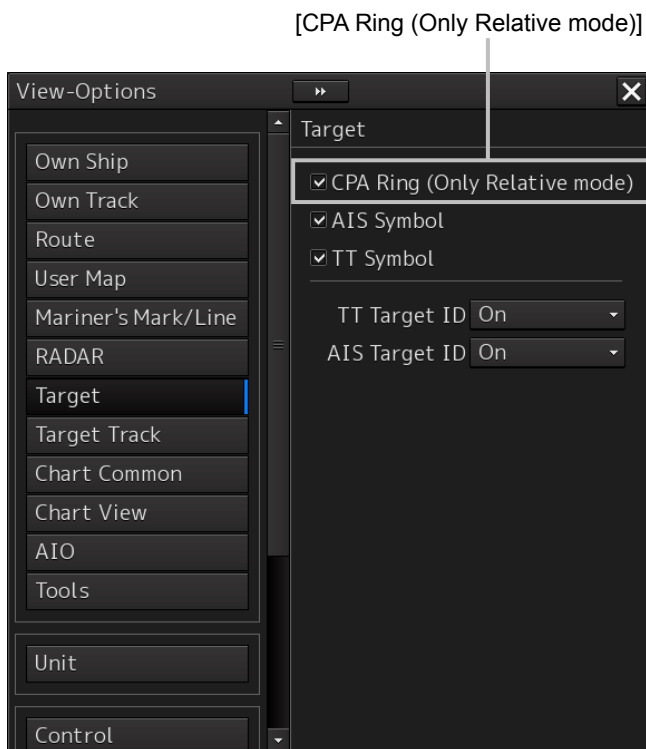 [CPA Ring (Only Relative mode)]
View-Options
Own Ship
Own Track
Route
User Map
Mariner's Mark/Line
RADAR
Target
Target Track
Chart Common
Chart View
AIO
Tools
Unit
Control
Target
CPA Ring (Only Relative mode)
AIS Symbol
TT Symbol
TT Target ID On
AIS Target ID On